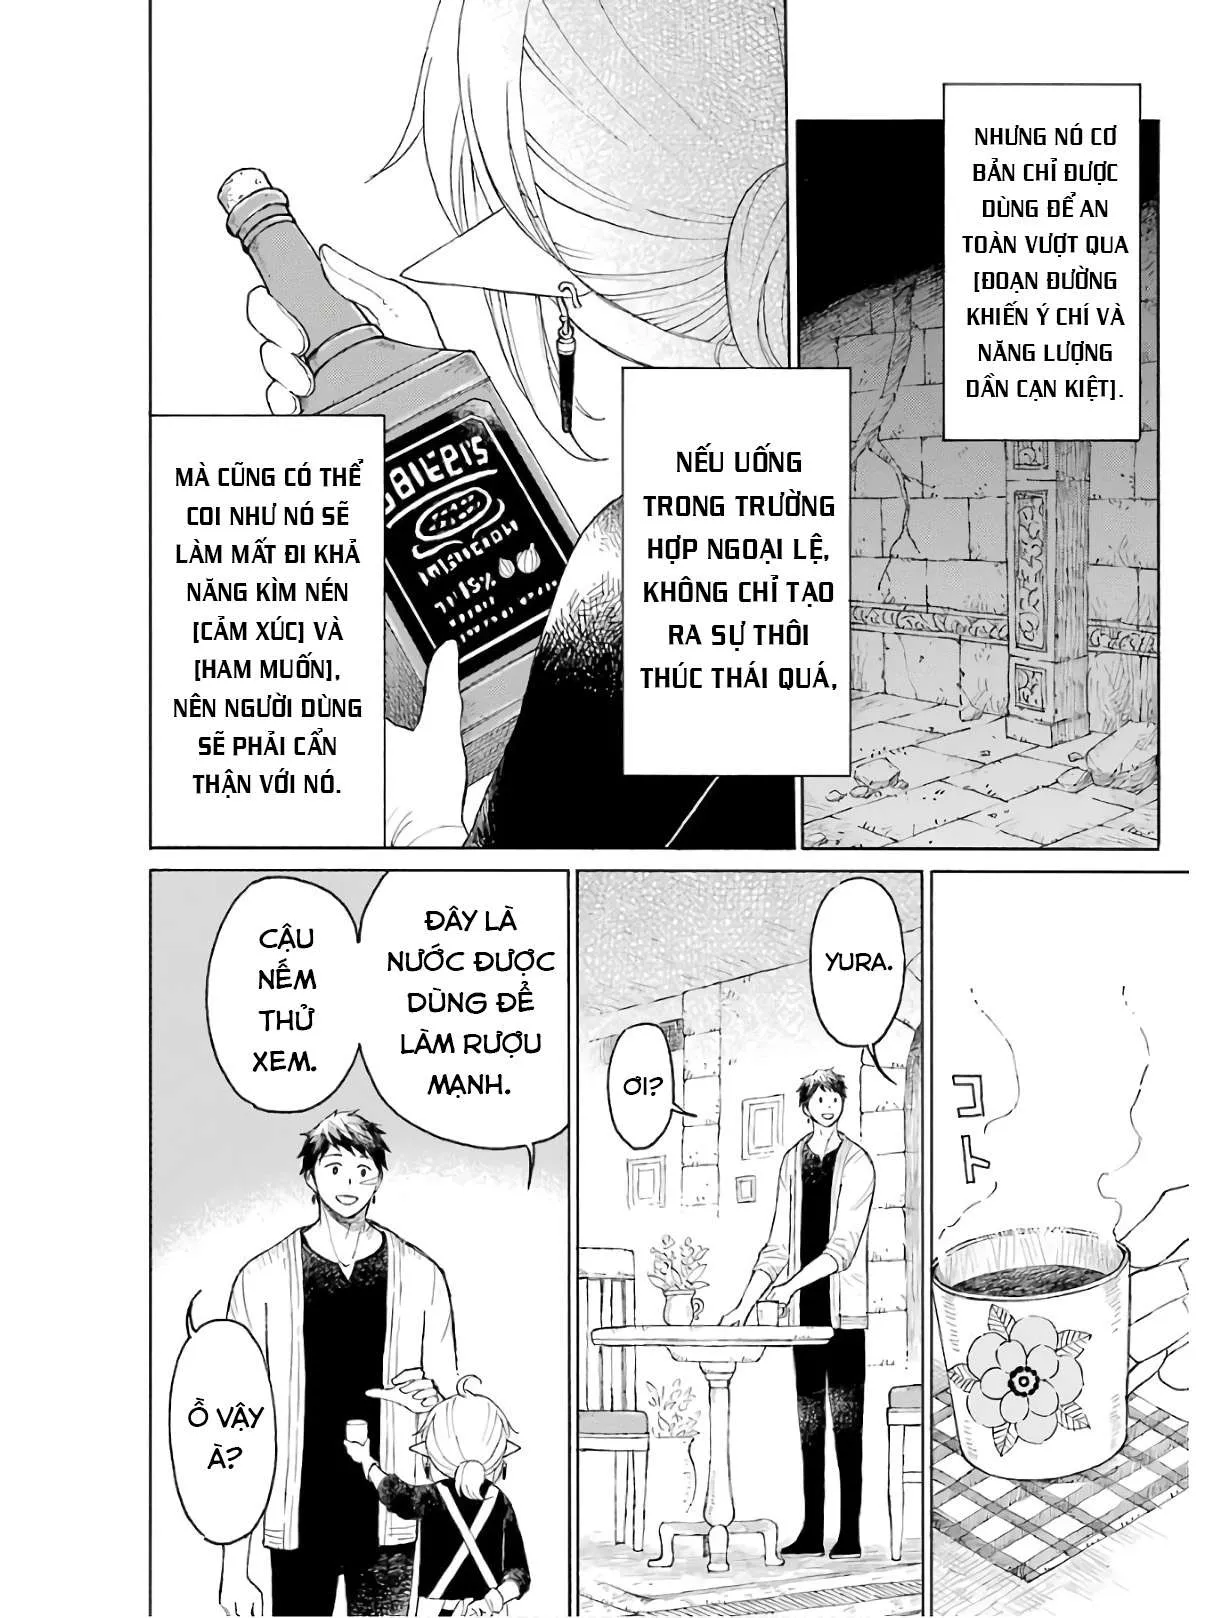 NHƯNG NÓ CƠ
BẢN CHỈ ĐƯỢC
DÙNG ĐỂ AN
TOÀN VƯỢT QUA
[ĐOẠN ĐƯỜNG
KHIẾN Ý CHÍ VÀ
NĂNG LƯỢNG
DẦN CẠN KIỆT].
NẾU UỐNG
TRONG TRƯỜNG
HỢP NGOẠI LỆ,
KHÔNG CHỈ TẠO
RA SỰ THÔI
THÚC THÁI QUÁ,
MÀ CŨNG CÓ THỂ
COI NHƯ NÓ SẼ
LÀM MẤT ĐI KHẢ
NĂNG KÌM NÉN
[CẢM XÚC] VÀ
[HAM MUỐN],
NÊN NGƯỜI DÙNG
SẼ PHẢI CẨN
THẬN VỚI NÓ.
15%
コト
YURA.
ƠI?
ĐÂY LÀ
NƯỚC ĐƯỢC
DÙNG ĐỂ
LÀM RƯỢU
MẠNH.
CẬU
NẾM
THỬ
XEM.
Ồ VẬY
À?